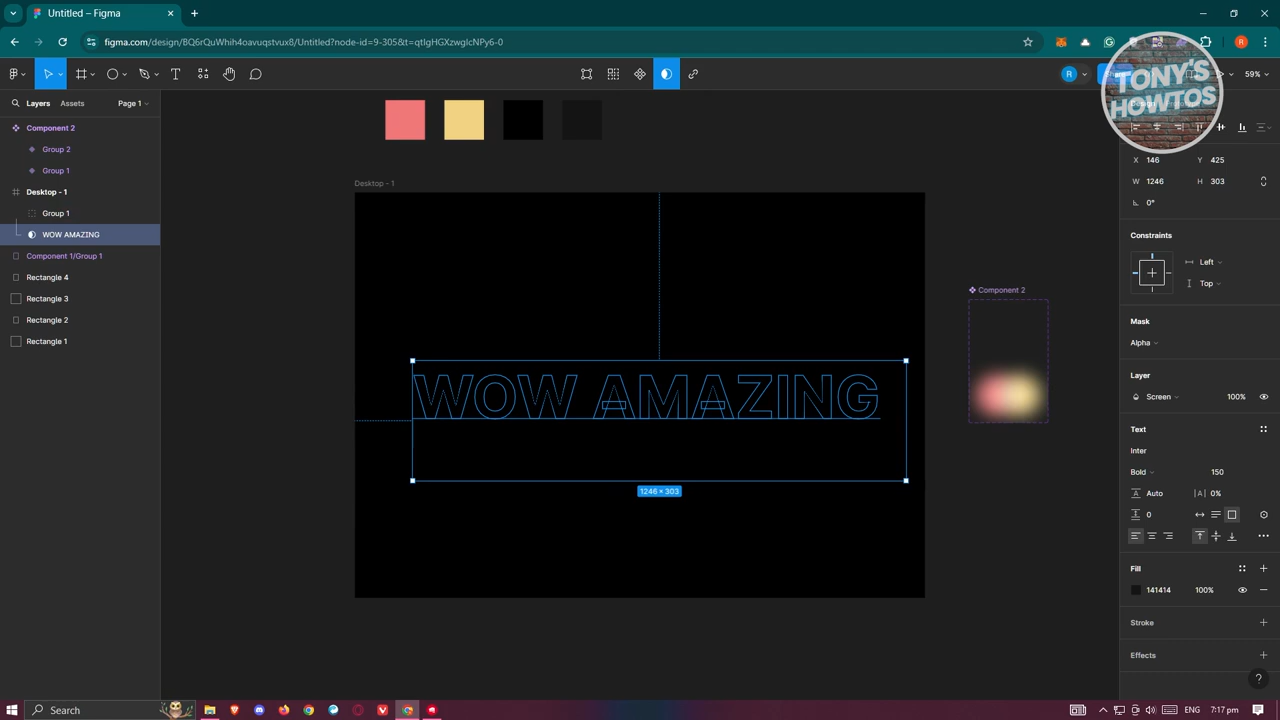 Untitled – Figma
figma.com/design/BQ6rQuWhih4oavuqstvux8/Untitled?node-id=9-305&t=qtIgHGXzwglcNPy6-0
R
Share
59%
TONY'S
HOWTOS
Layers
Assets
Page 1
Design
Component 2
Group 2
Group 1
Desktop - 1
Group 1
WOW AMAZING
Component 1/Group 1
Rectangle 4
Rectangle 3
Rectangle 2
Rectangle 1
Desktop - 1
WOW AMAZING
1246 × 303
Component 2
X 146
Y 425
W 1246
H 303
0°
Constraints
Left
Top
Mask
Alpha
Layer
Screen
100%
Text
Inter
Bold
150
Auto
|A| 0%
0
Fill
141414
100%
Stroke
Effects
?
Search
ENG
7:17 pm